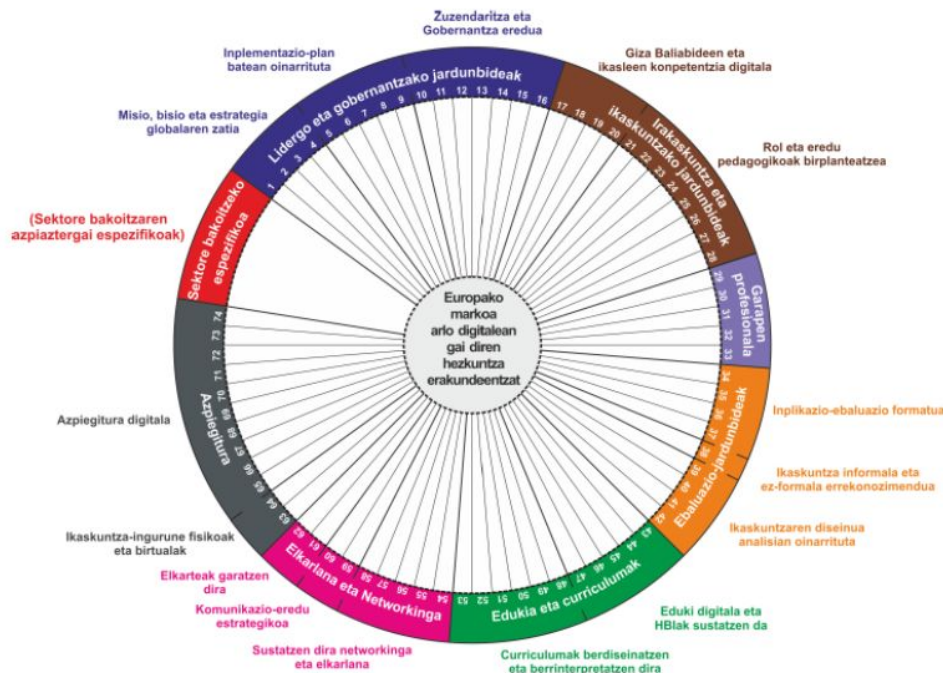 Zuzendaritza eta
Gobernantza eredua
Inplementazio-plan
batean oinarrituta
Misio, bisio eta estrategia
globalaren zatia
Giza Baliabideen eta
ikasleen konpetentzia digitala
Rol eta eredu
pedagogikoak birplanteatzea
(Sektore bakoitzaren
azpiaztergai espezifikoak)
Sektore bakoitzeko
espezifikoa
Lidergo eta gobernantzako jardunbideak
1 2 3 4 5 6 7 8 9 10 11 12 13 14 15 16
Irakaskuntza eta
ikaskuntzako jardunbideak
17 18 19 20 21 22 23 24 25 26 27 28
Garapen
profesionala
29 30 31 32 33
Europako
markoa
arlo digitalean
gai diren
hezkuntza
erakundeentzat
Ebaluazio-jardunbideak
34 35 36 37 38 39 40 41 42
Inplikazio-ebaluazio formatua
Ikaskuntza informala eta
ez-formala errekonozimendua
Ikaskuntzaren diseinua
analisian oinarrituta
Edukia eta curriculumak
43 44 45 46 47 48 49 50 51 52 53
Eduki digitala eta
HBIak sustatzen da
Curriculumak berdiseinatzen
eta berrinterpretatzen dira
Elkarlana eta Networkinga
54 55 56 57 58 59 60 61 62
Sustatzen dira networkinga
eta elkarlana
Komunikazio-eredu
estrategikoa
Elkarteak garatzen
dira
Azpiegitura
63 64 65 66 67 68 69 70 71 72 73 74
Ikaskuntza-ingurune fisikoak
eta birtualak
Azpiegitura digitala